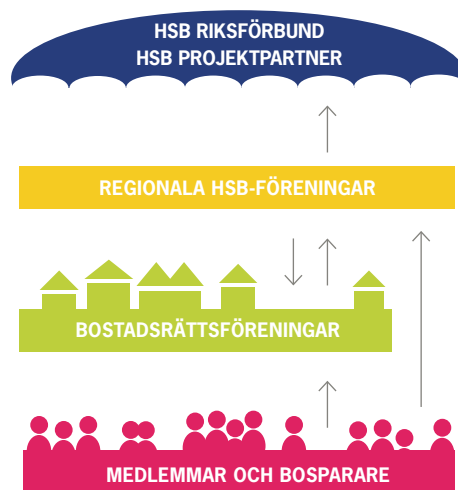 HSB RIKSFÖRBUND
HSB PROJEKTPARTNER
REGIONALA HSB-FÖRENINGAR
BOSTADSRÄTTSFÖRENINGAR
MEDLEMMAR OCH BOSPARARE